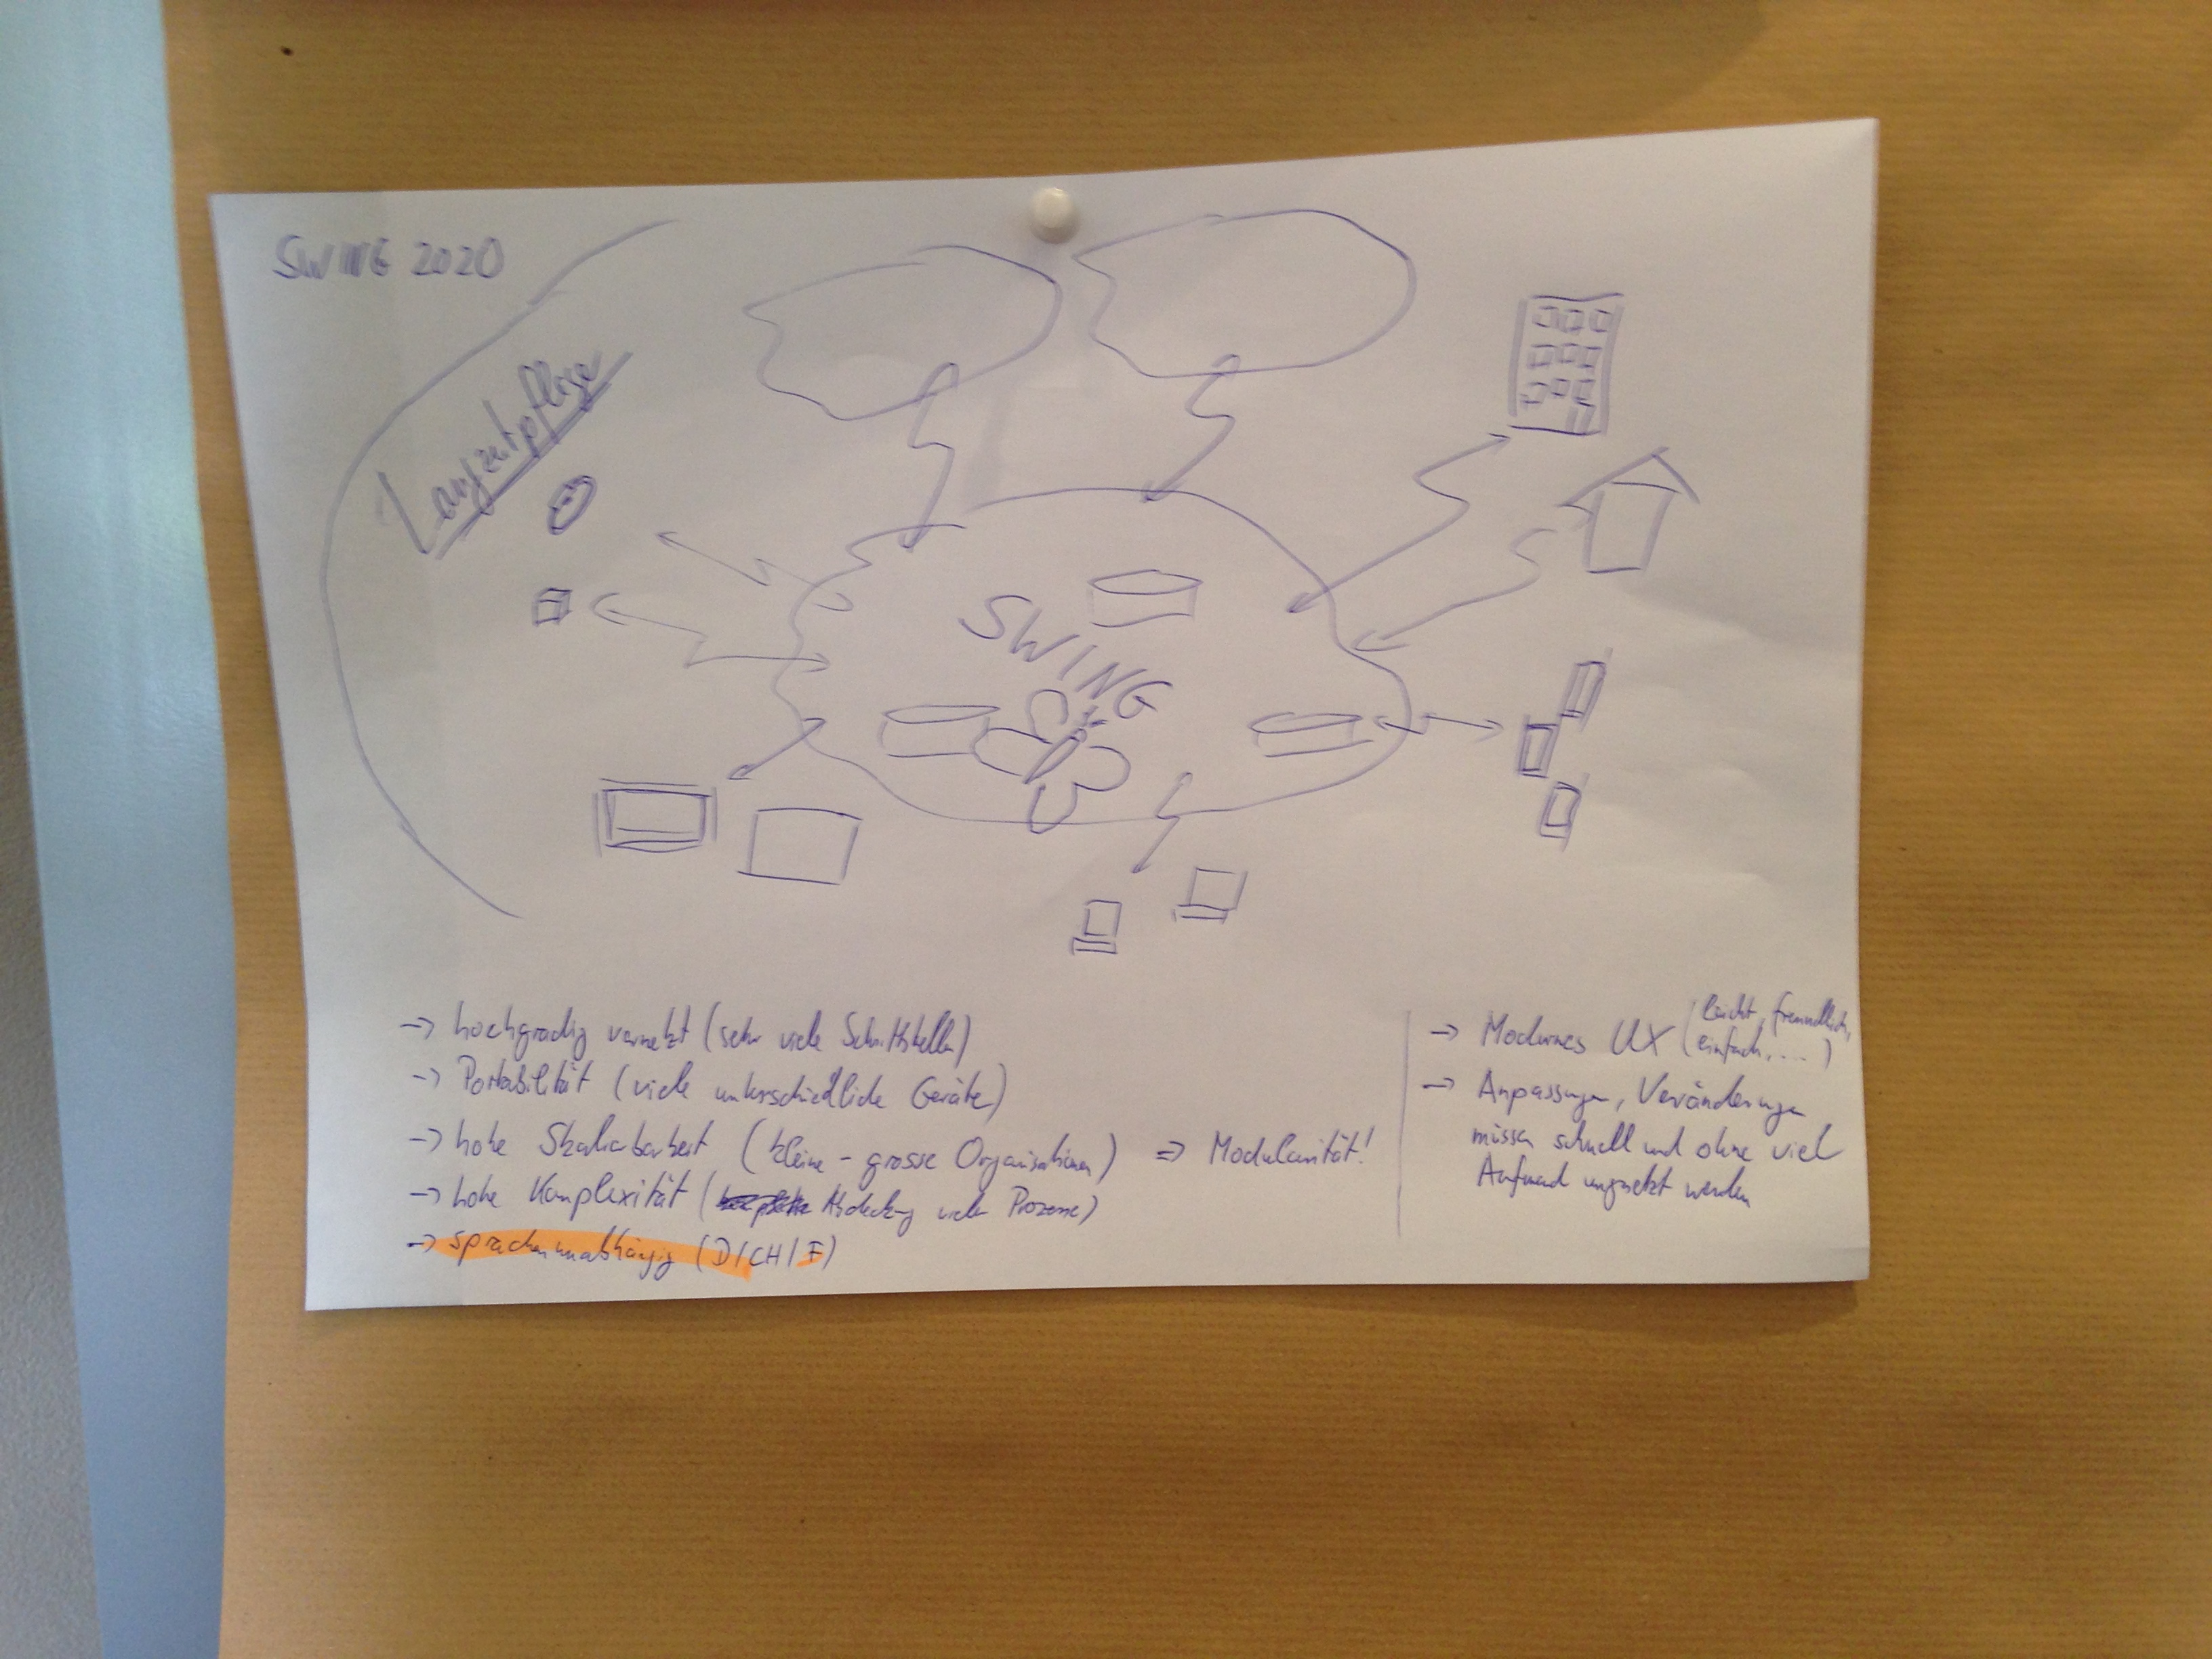 SWING 2020
Langzeitpflege
SWING
→ hochgradig vernetzt (sehr viele Schnittstellen)
→ Portabilität (viele unterschiedliche Geräte)
→ hohe Skalierbarkeit (kleine - grosse Organisationen) ⇒ Modularität!
→ hohe Komplexität ( Abdeckung vieler Prozesse)
→ sprachenunabhängig (D/CH/F)
→ Modernes UX (leicht, freundlich,
einfach, ....)
→ Anpassungen, Veränderungen
müssen schnell und ohne viel
Aufwand umgesetzt werden